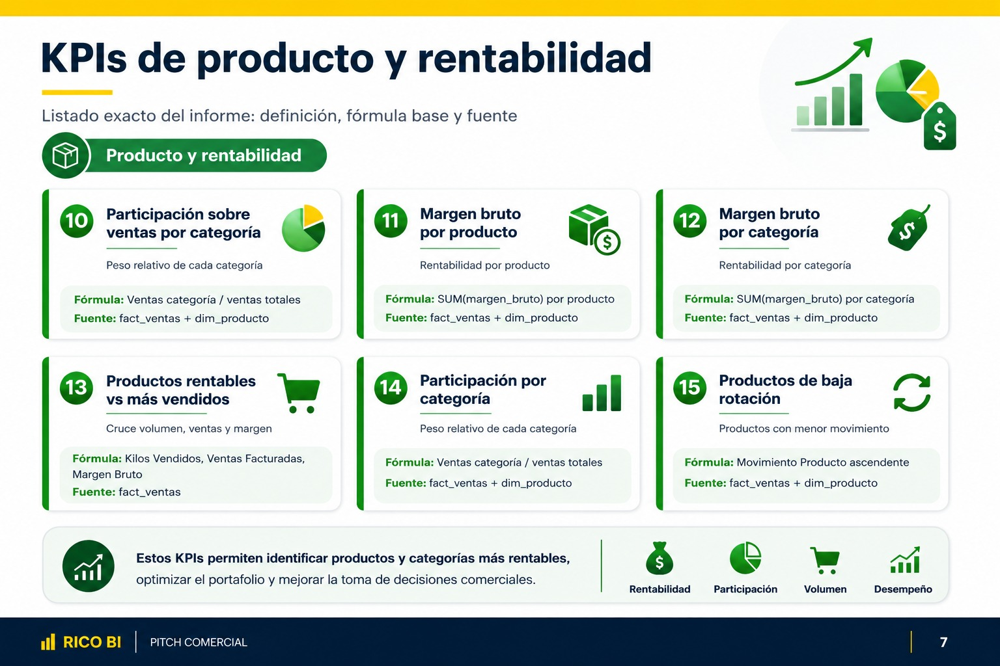 KPIs de producto y rentabilidad
Listado exacto del informe: definición, fórmula base y fuente
Producto y rentabilidad
10
Participación sobre
ventas por categoría
Peso relativo de cada categoría
Fórmula: Ventas categoría / ventas totales
Fuente: fact_ventas + dim_producto
11
Margen bruto
por producto
Rentabilidad por producto
Fórmula: SUM(margen_bruto) por producto
Fuente: fact_ventas + dim_producto
12
Margen bruto
por categoría
Rentabilidad por categoría
Fórmula: SUM(margen_bruto) por categoría
Fuente: fact_ventas + dim_producto
13
Productos rentables
vs más vendidos
Cruce volumen, ventas y margen
Fórmula: Kilos Vendidos, Ventas Facturadas,
Margen Bruto
Fuente: fact_ventas
14
Participación por
categoría
Peso relativo de cada categoría
Fórmula: Ventas categoría / ventas totales
Fuente: fact_ventas + dim_producto
15
Productos de baja
rotación
Productos con menor movimiento
Fórmula: Movimiento Producto ascendente
Fuente: fact_ventas + dim_producto
Estos KPIs permiten identificar productos y categorías más rentables,
optimizar el portafolio y mejorar la toma de decisiones comerciales.
Rentabilidad
Participación
Volumen
Desempeño
RICO BI
PITCH COMERCIAL
7